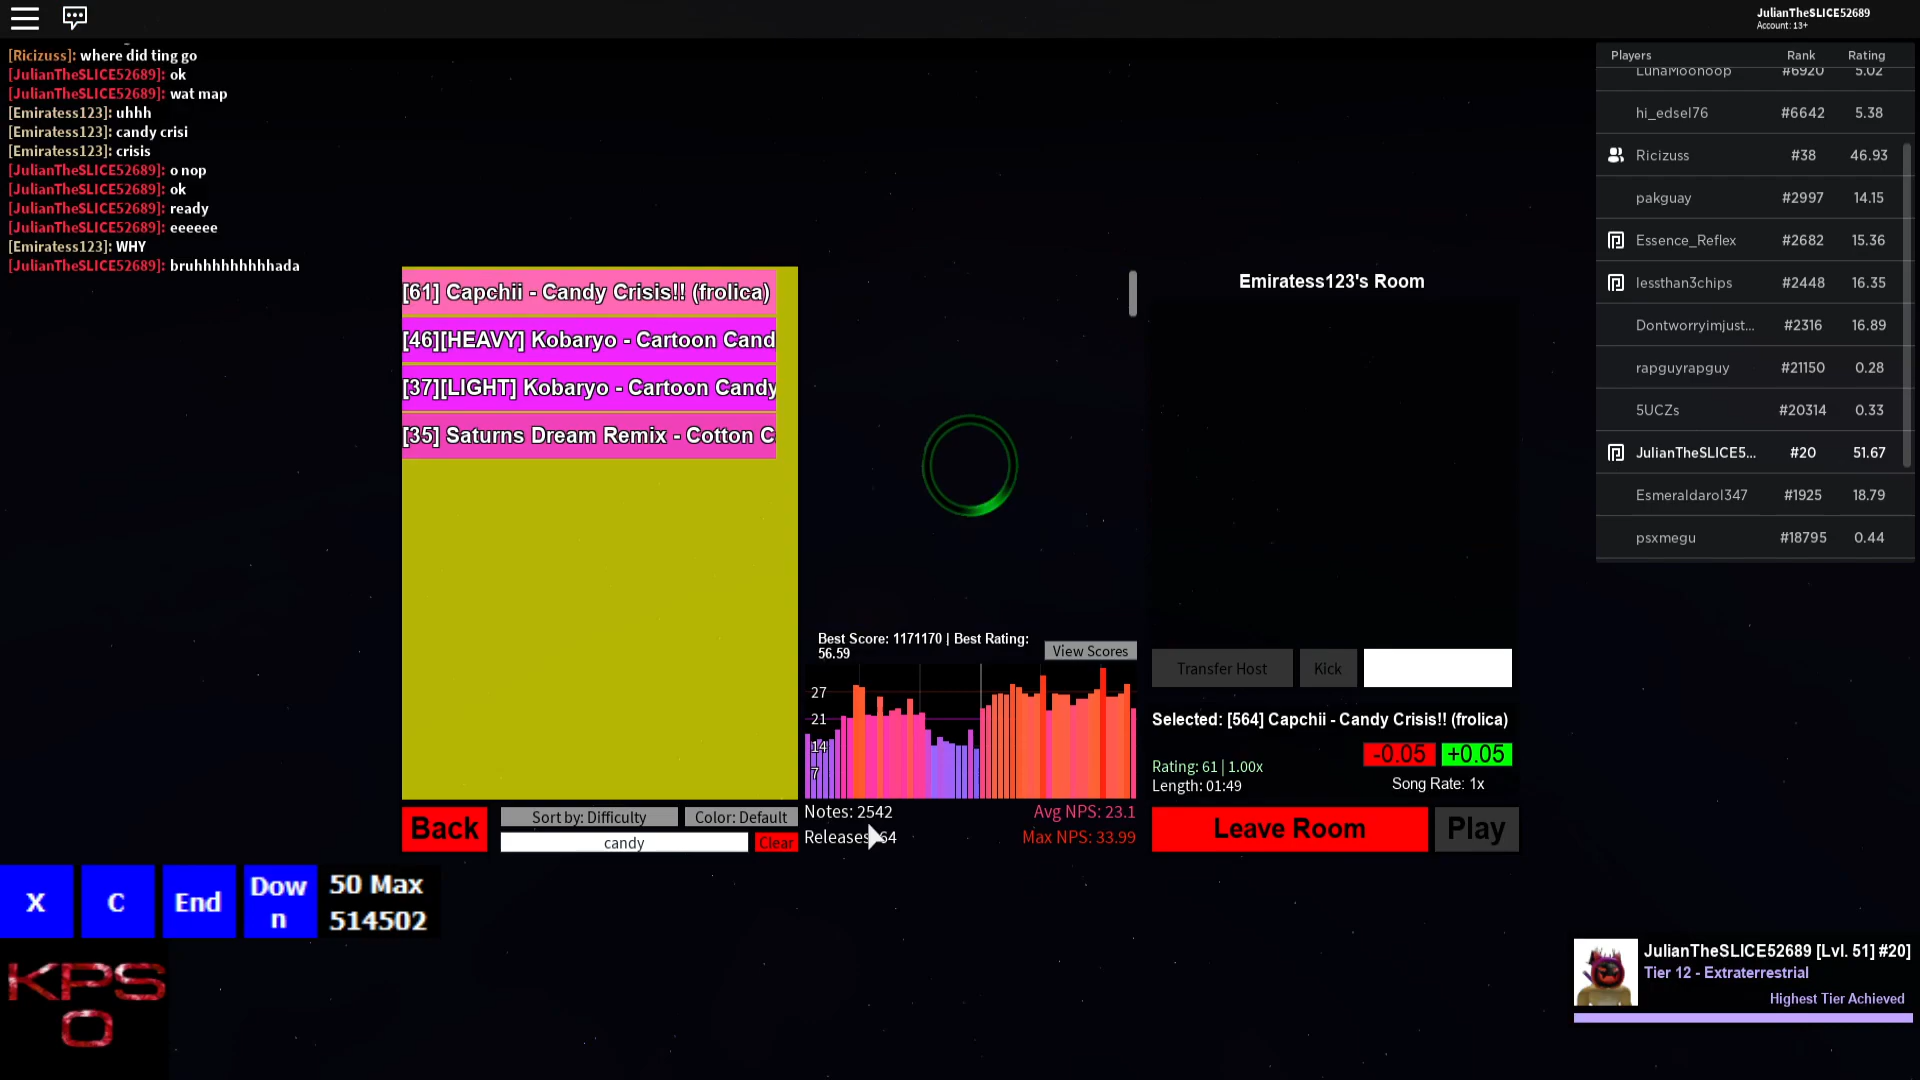 JulianTheSLICE52689
Account: 13+
[Ricizuss]: where did ting go
[JulianTheSLICE52689]: ok
[JulianTheSLICE52689]: wat map
[Emiratess123]: uhhh
[Emiratess123]: candy crisi
[Emiratess123]: crisis
[JulianTheSLICE52689]: o nop
[JulianTheSLICE52689]: ok
[JulianTheSLICE52689]: ready
[JulianTheSLICE52689]: eeeeee
[Emiratess123]: WHY
[JulianTheSLICE52689]: bruhhhhhhhhhada
Players Rank Rating
LunaMoonoop #6920 5.02
hi_edsel76 #6642 5.38
Ricizuss #38 46.93
pakguay #2997 14.15
Essence_Reflex #2682 15.36
lessthan3chips #2448 16.35
Dontworryimjust... #2316 16.89
rapguyrapguy #21150 0.28
5UCZs #20314 0.33
JulianTheSLICE5... #20 51.67
Esmeraldarol347 #1925 18.79
psxmegu #18795 0.44
[61] Capchii - Candy Crisis!! (frolica)
[46][HEAVY] Kobaryo - Cartoon Cand
[37][LIGHT] Kobaryo - Cartoon Candy
[35] Saturns Dream Remix - Cotton C
Back
Sort by: Difficulty
Color: Default
candy
Clear
Best Score: 1171170 | Best Rating:
56.59
View Scores
27
21
14
7
Notes: 2542
Avg NPS: 23.1
Releases 64
Max NPS: 33.99
Emiratess123's Room
Transfer Host
Kick
Selected: [564] Capchii - Candy Crisis!! (frolica)
-0.05
+0.05
Rating: 61 | 1.00x
Length: 01:49
Song Rate: 1x
Leave Room
Play
X
C
End
Dow
n
50 Max
514502
KPS
0
JulianTheSLICE52689 [Lvl. 51] #20]
Tier 12 - Extraterrestrial
Highest Tier Achieved